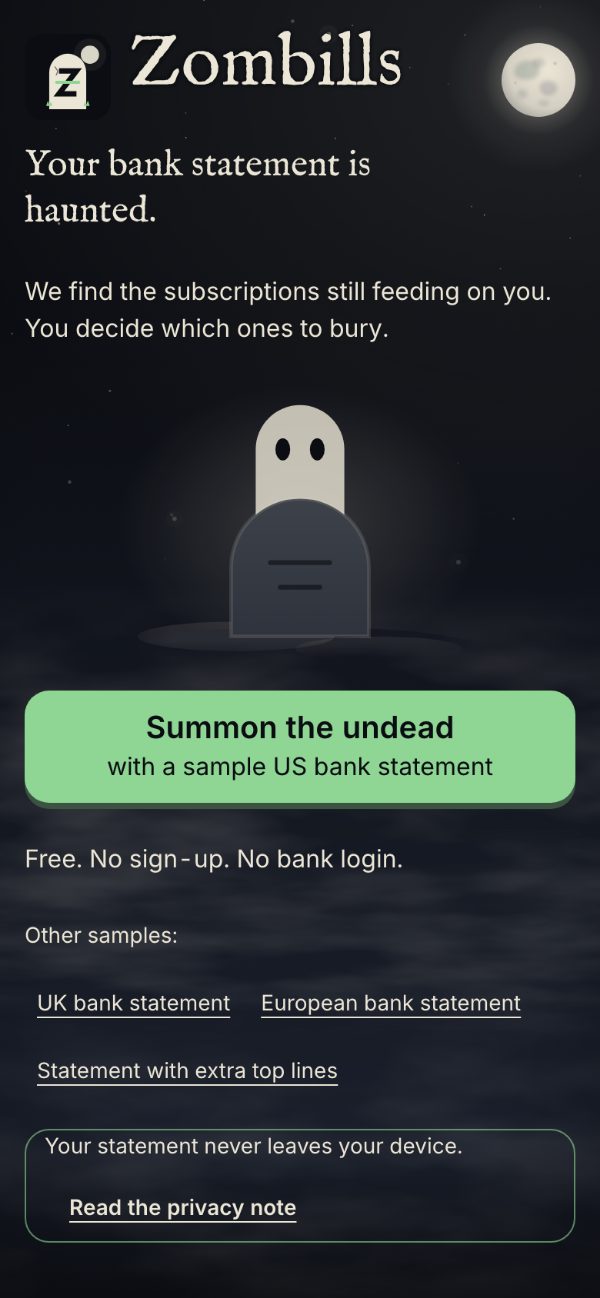 Z
Zombills
Your bank statement is
haunted.
We find the subscriptions still feeding on you.
You decide which ones to bury.
Summon the undead
with a sample US bank statement
Free. No sign-up. No bank login.
Other samples:
UK bank statement European bank statement
Statement with extra top lines
Your statement never leaves your device.
Read the privacy note